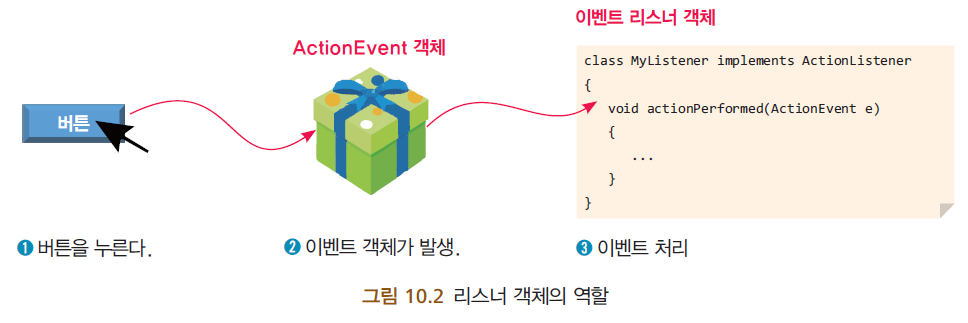 이벤트 리스너 객체
ActionEvent 객체
버튼
class MyListener implements ActionListener
{
void actionPerformed(ActionEvent e)
{
...
}
}
❶ 버튼을 누른다.
❷ 이벤트 객체가 발생.
❸ 이벤트 처리
그림 10.2 리스너 객체의 역할